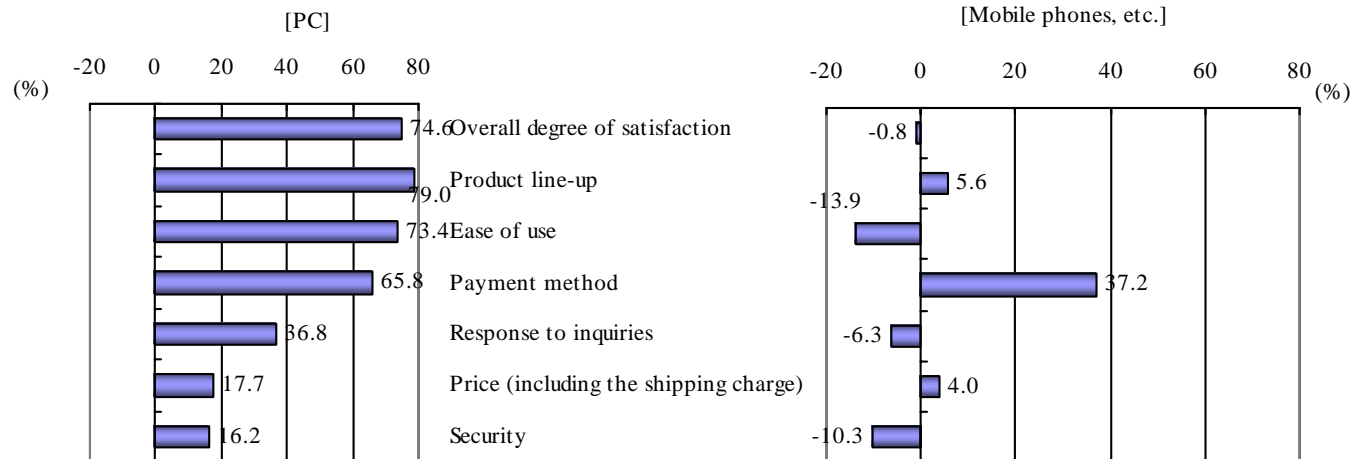 [PC] [Mobile phones, etc.]
-20 0 20 40 60 80 -20 0 20 40 60 80
(%) (%)
74.6 Overall degree of satisfaction -0.8
79.0 Product line-up 5.6
73.4 Ease of use -13.9
65.8 Payment method 37.2
36.8 Response to inquiries -6.3
17.7 Price (including the shipping charge) 4.0
16.2 Security -10.3